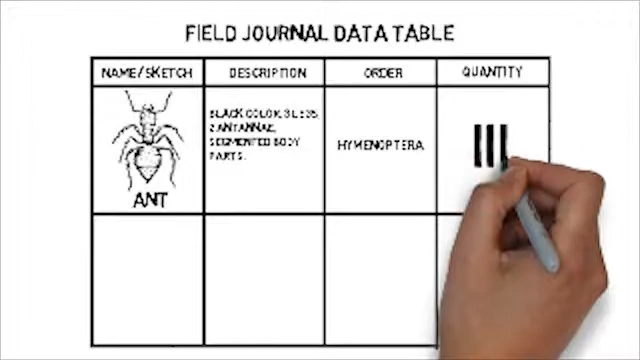 FIELD JOURNAL DATA TABLE
NAME/SKETCH
DESCRIPTION
ORDER
QUANTITY
BLACK COLOR, 3 LEGS,
2 ANTANNAE,
SEGMENTED BODY
PARTS.
HYMENOPTERA
ANT